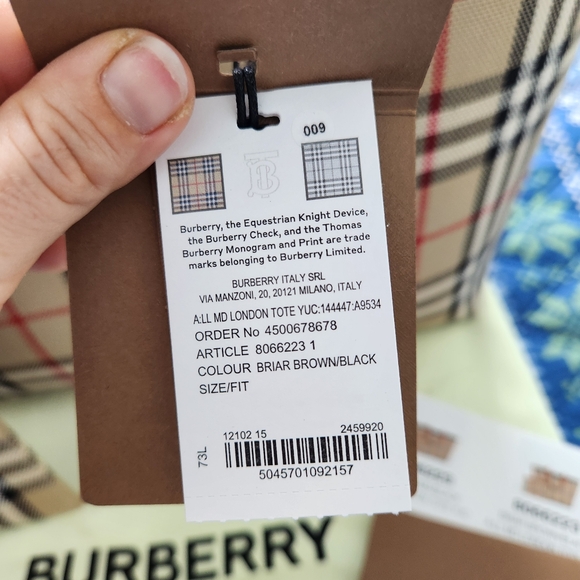 009
Burberry, the Equestrian Knight Device,
the Burberry Check, and the Thomas
Burberry Monogram and Print are trade
marks belonging to Burberry Limited.
BURBERRY ITALY SRL
VIA MANZONI, 20, 20121 MILANO, ITALY
A:LL MD LONDON TOTE YUC:144447:A9534
ORDER No 4500678678
ARTICLE 8066223 1
COLOUR BRIAR BROWN/BLACK
SIZE/FIT
12102 15 2459920
73L
5045701092157
BURBERRY